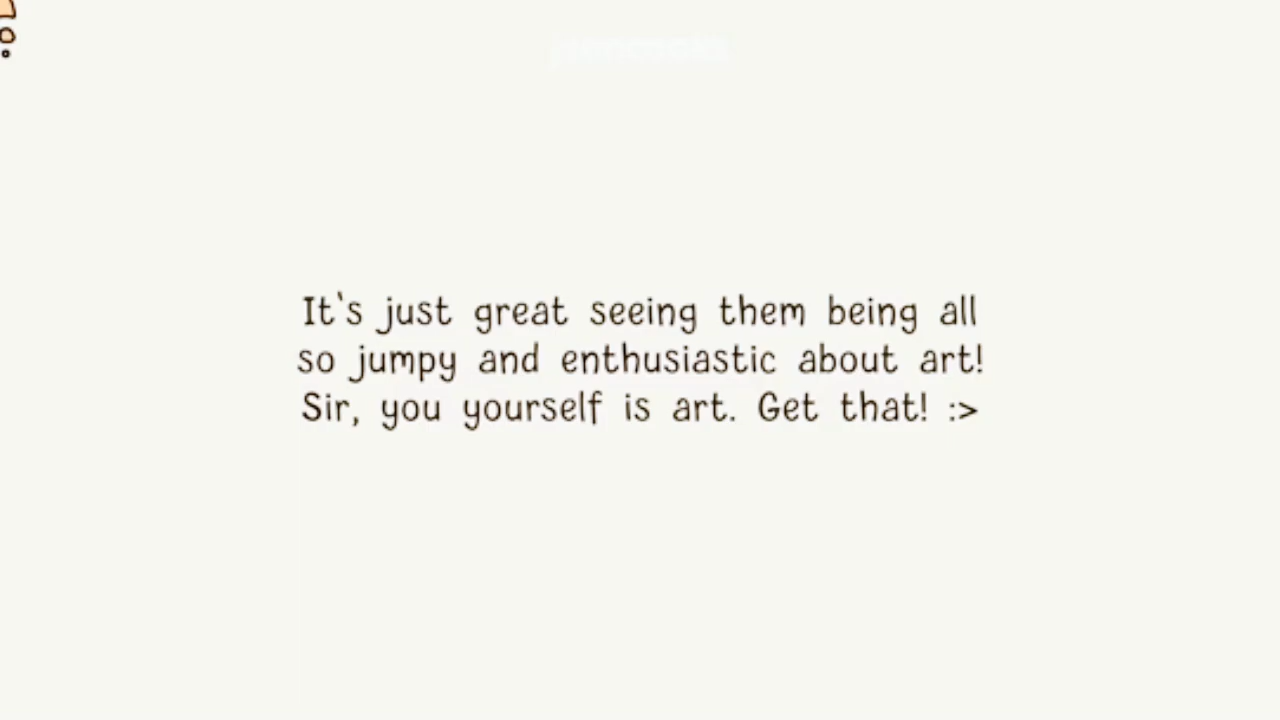 It's just great seeing them being all
so jumpy and enthusiastic about art!
Sir, you yourself is art. Get that! :>